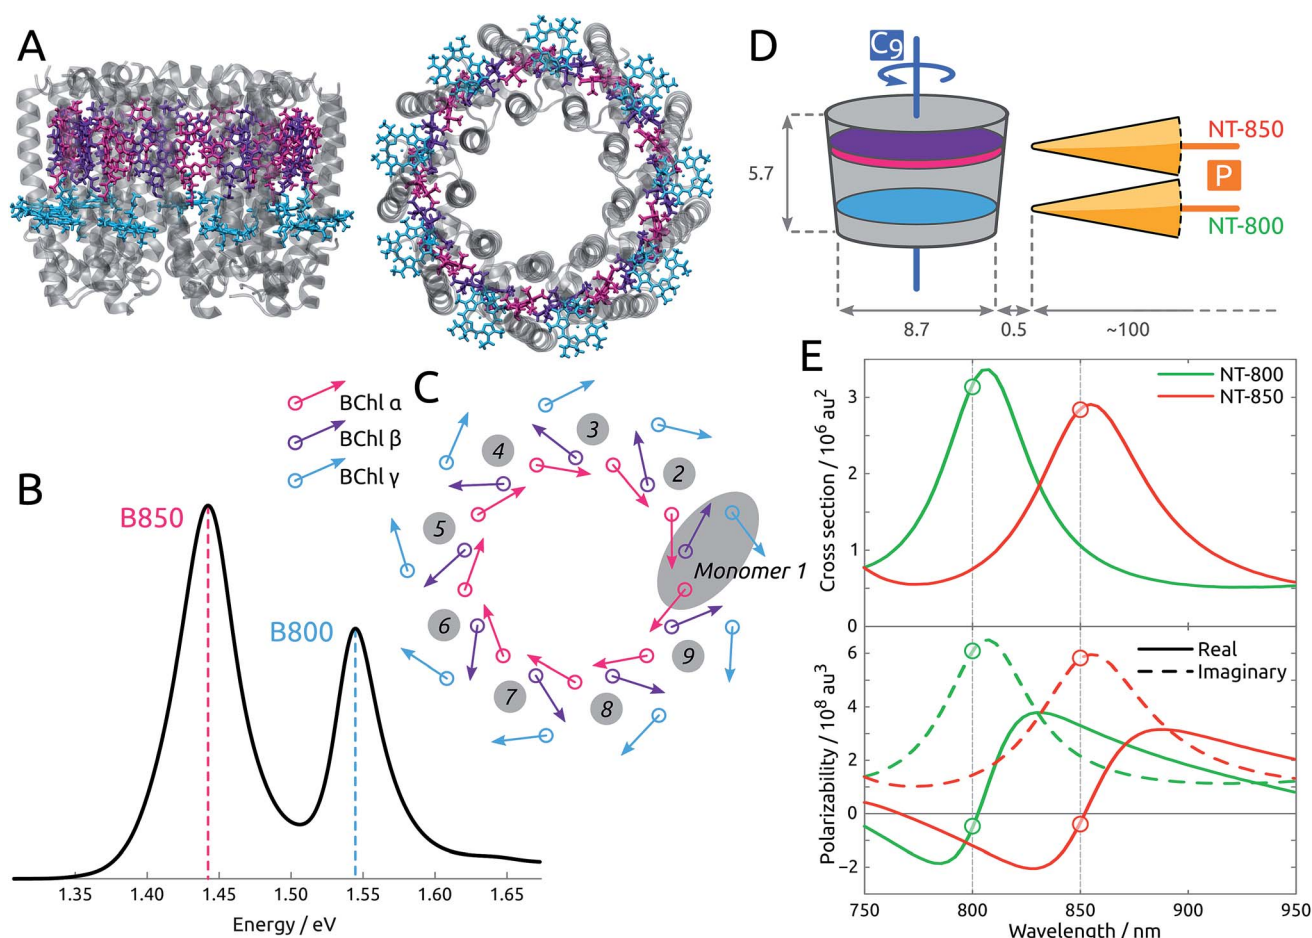 A
D
C9
NT-850
P
NT-800
5.7
8.7
0.5
~100
BChl α
BChl β
BChl γ
C
3
4
2
5
Monomer 1
6
9
7
8
B
B850
B800
1.35
1.40
1.45
1.50
1.55
1.60
1.65
Energy / eV
E
NT-800
NT-850
3
2
1
0
Cross section / 10⁶ au²
Real
Imaginary
6
4
2
0
−2
Polarizability / 10⁸ au³
750
800
850
900
950
Wavelength / nm